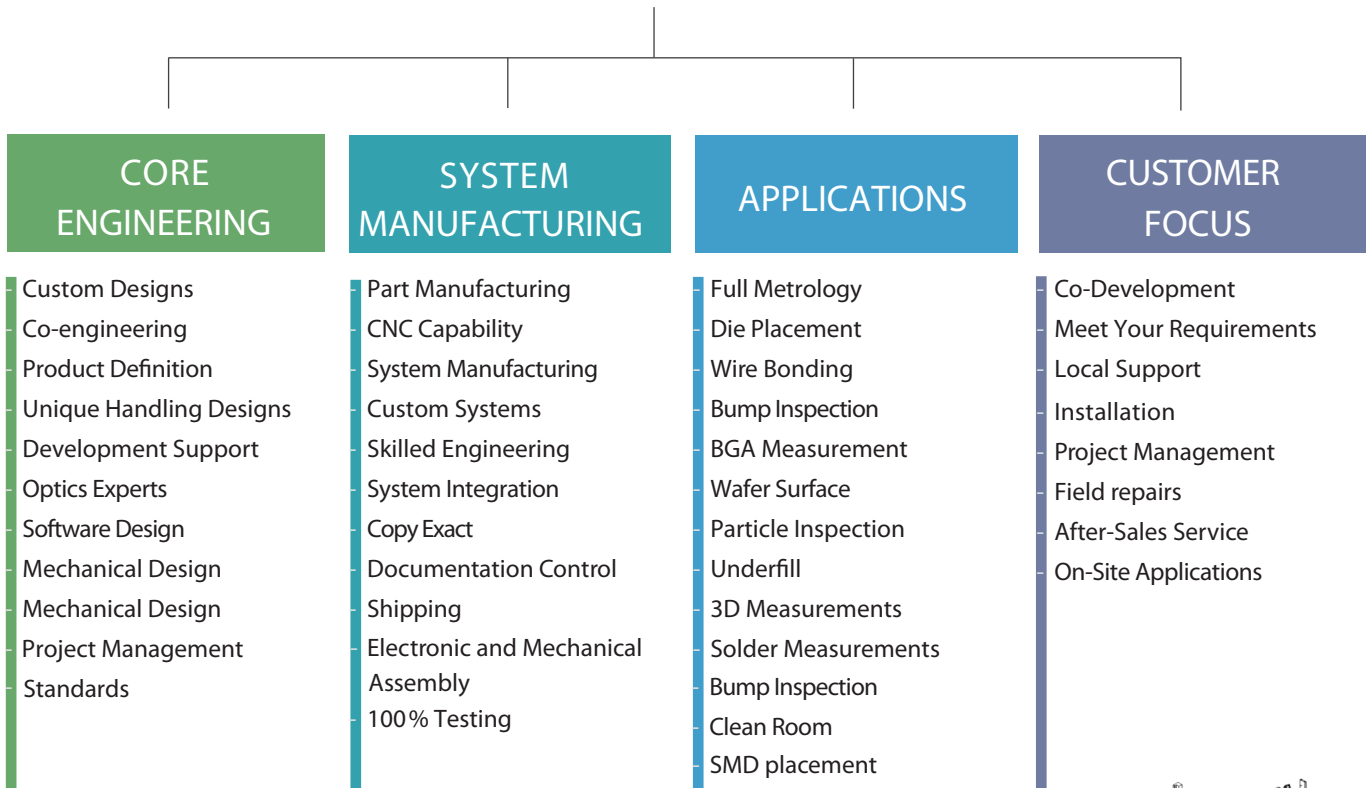 CORE
ENGINEERING
Custom Designs
Co-engineering
Product Definition
Unique Handling Designs
Development Support
Optics Experts
Software Design
Mechanical Design
Mechanical Design
Project Management
Standards
SYSTEM
MANUFACTURING
Part Manufacturing
CNC Capability
System Manufacturing
Custom Systems
Skilled Engineering
System Integration
Copy Exact
Documentation Control
Shipping
Electronic and Mechanical
Assembly
100% Testing
APPLICATIONS
Full Metrology
Die Placement
Wire Bonding
Bump Inspection
BGA Measurement
Wafer Surface
Particle Inspection
Underfill
3D Measurements
Solder Measurements
Bump Inspection
Clean Room
SMD placement
CUSTOMER
FOCUS
Co-Development
Meet Your Requirements
Local Support
Installation
Project Management
Field repairs
After-Sales Service
On-Site Applications